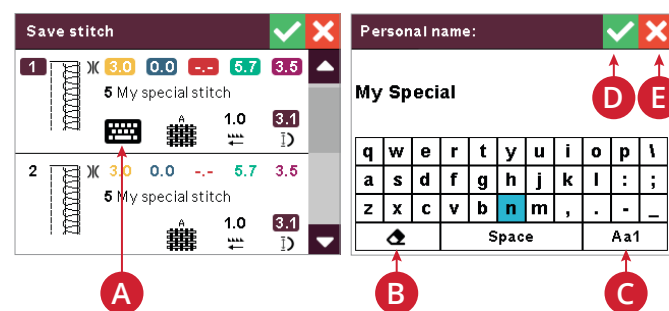 Save stitch
1 3.0 0.0 -.- 5.7 3.5
5 My special stitch
A 1.0 3.1
2 3.0 0.0 -.- 5.7 3.5
5 My special stitch
A 1.0 3.1
A
Personal name:
My Special
D E
q w e r t y u i o p \
a s d f g h j k l : ;
z x c v b n m , . - _
Space Aa1
B C